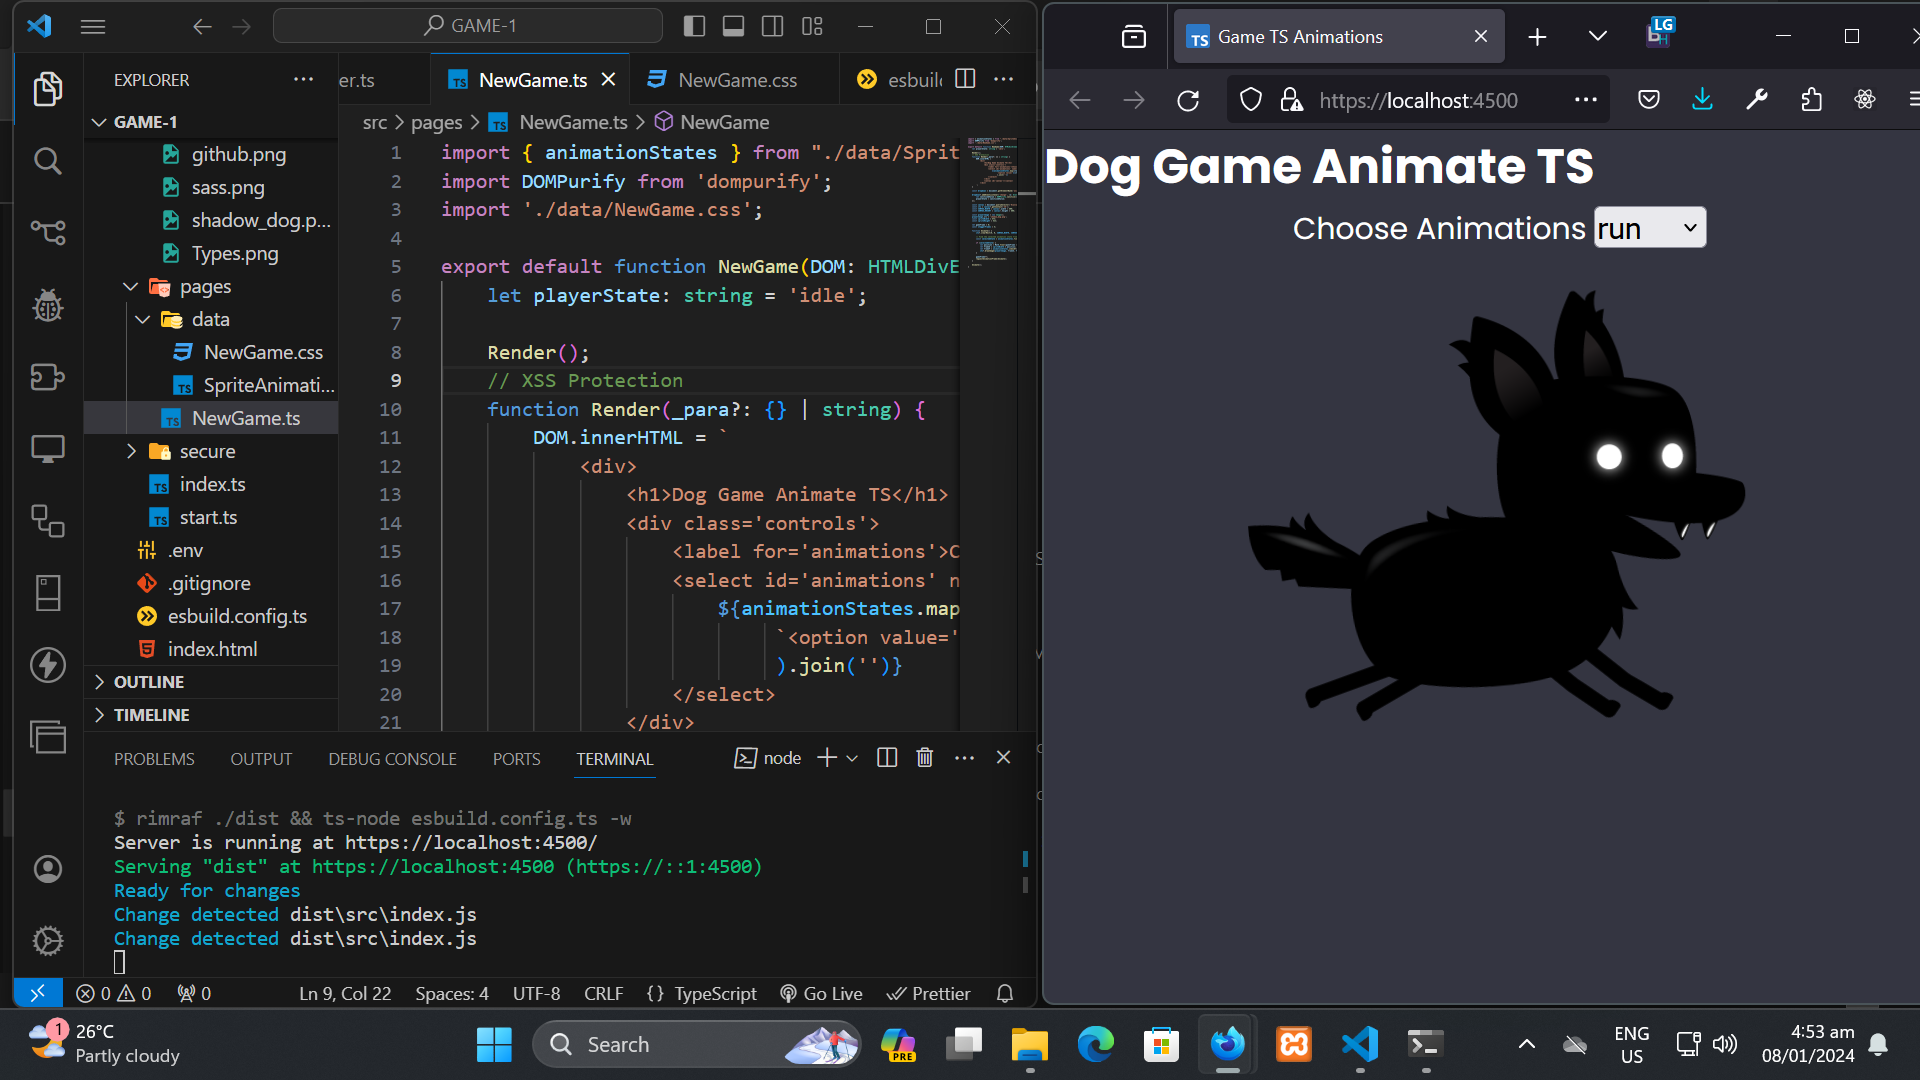 GAME-1
EXPLORER
GAME-1
github.png
sass.png
shadow_dog.p...
Types.png
pages
data
NewGame.css
SpriteAnimati...
NewGame.ts
secure
index.ts
start.ts
.env
.gitignore
esbuild.config.ts
index.html
OUTLINE
TIMELINE
er.ts
NewGame.ts
NewGame.css
esbuild
src > pages > NewGame.ts > NewGame
1 import { animationStates } from "./data/Sprit
2 import DOMPurify from 'dompurify';
3 import './data/NewGame.css';
4
5 export default function NewGame(DOM: HTMLDivE
6 let playerState: string = 'idle';
7
8 Render();
9 // XSS Protection
10 function Render(_para?: {} | string) {
11 DOM.innerHTML = `
12 <div>
13 <h1>Dog Game Animate TS</h1>
14 <div class='controls'>
15 <label for='animations'>C
16 <select id='animations' n
17 ${animationStates.map
18 `<option value='
19 ).join('')}
20 </select>
21 </div>
PROBLEMS OUTPUT DEBUG CONSOLE PORTS TERMINAL
node
$ rimraf ./dist && ts-node esbuild.config.ts -w
Server is running at https://localhost:4500/
Serving "dist" at https://localhost:4500 (https://::1:4500)
Ready for changes
Change detected dist\src\index.js
Change detected dist\src\index.js
0 0 0 Ln 9, Col 22 Spaces: 4 UTF-8 CRLF {} TypeScript Go Live Prettier
TS Game TS Animations
LG
https://localhost:4500
Dog Game Animate TS
Choose Animations run
1
26°C
Partly cloudy
Search
PRE
ENG
US
4:53 am
08/01/2024